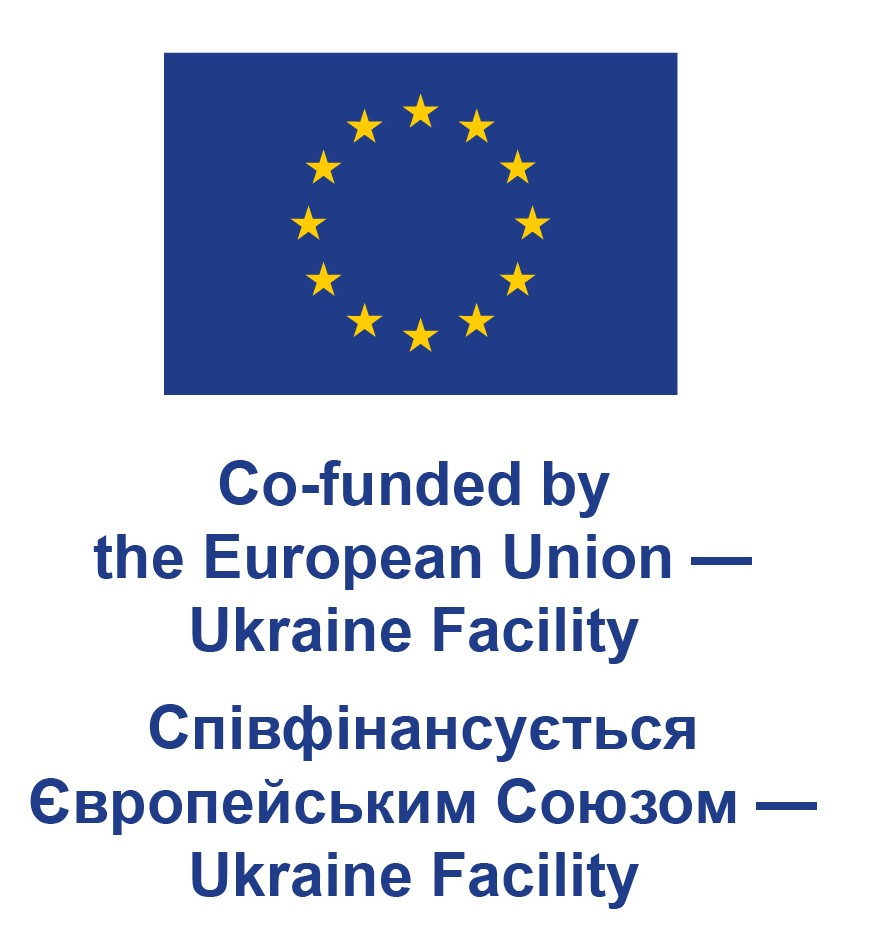 Co-funded by
the European Union —
Ukraine Facility
Співфінансується
Європейським Союзом —
Ukraine Facility